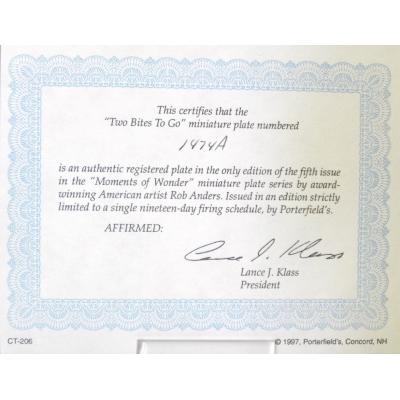 This certifies that the
"Two Bites To Go" miniature plate numbered
1474A
is an authentic registered plate in the only edition of the fifth issue
in the "Moments of Wonder" miniature plate series by award-
winning American artist Rob Anders. Issued in an edition strictly
limited to a single nineteen-day firing schedule, by Porterfield's.
AFFIRMED:
Lance J. Klass
Lance J. Klass
President
CT-206
© 1997, Porterfield's, Concord, NH